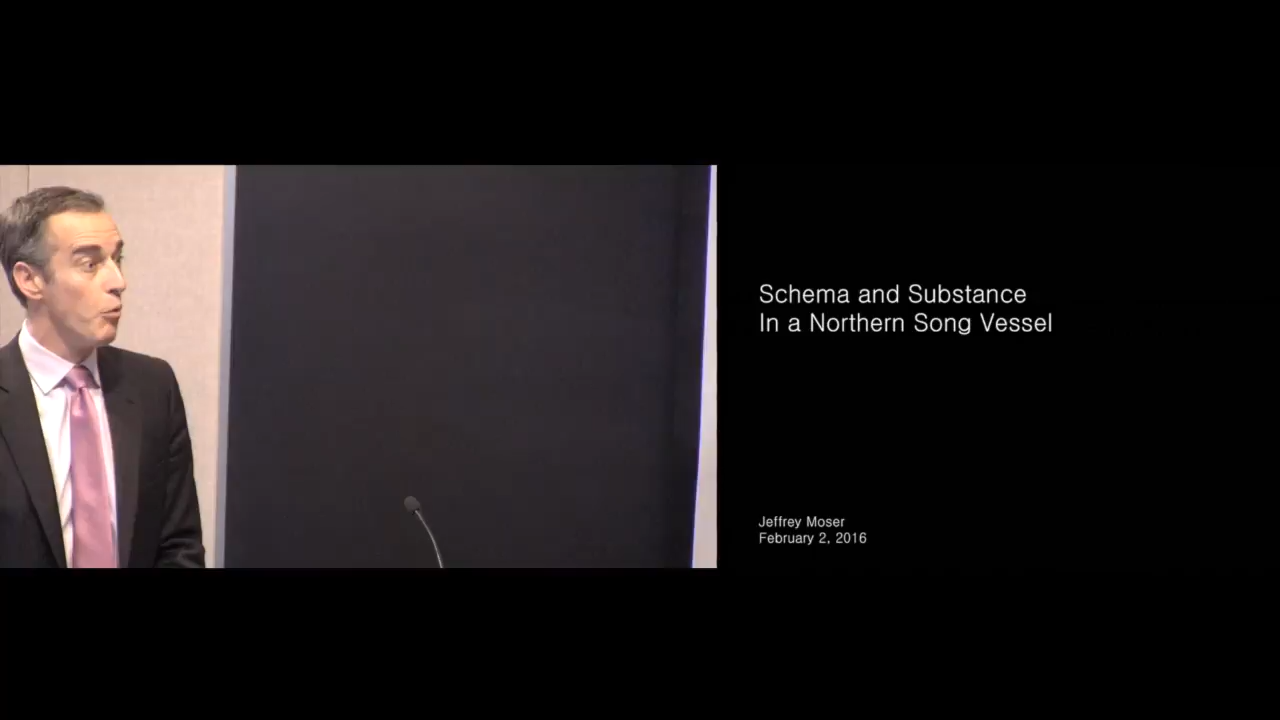 Schema and Substance
In a Northern Song Vessel
Jeffrey Moser
February 2, 2016